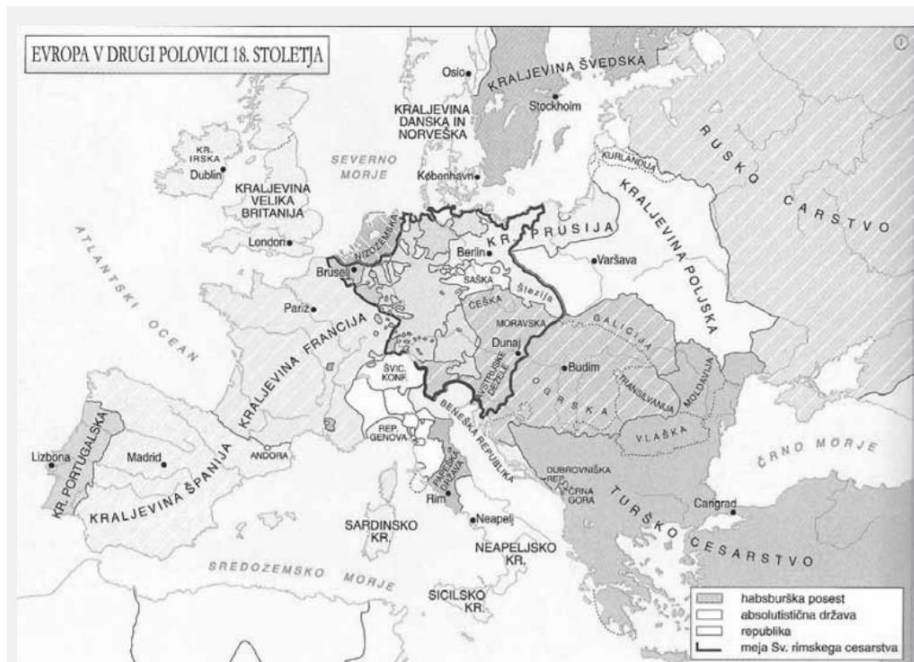 EVROPA V DRUGI POLOVICI 18. STOLETJA
Oslo
KRALJEVINA ŠVEDSKA
Stockholm
KRALJEVINA
DANSKA IN
NORVEŠKA
RUSKO
CARSTVO
KR.
IRSKA
Dublin
SEVERNO
MORJE
København
KURLANDIJA
KRALJEVINA
VELIKA
BRITANIJA
London
NIZOZEMSKA
KR. PRUSIJA
Berlin
KRALJEVINA POLJSKA
Varšava
ATLANTSKI OCEAN
Bruselj
SAŠKA
Šlezija
Pariz
ČEŠKA
MORAVSKA
GALICIJA
KRALJEVINA FRANCIJA
Dunaj
Budim
ŠVIC.
KONF.
OGRSKA
TRANSILVANIJA
MOLDAVIJA
REP.
GENOVA
BENEŠKA REPUBLIKA
VLAŠKA
ČRNO MORJE
KR. PORTUGALSKA
Lizbona
Madrid
KRALJEVINA ŠPANIJA
ANDORA
PAPEŠKA
DRŽAVA
Rim
DUBROVNIŠKA
REP.
ČRNA
GORA
Carigrad
TURŠKO CESARSTVO
Neapelj
SARDINSKO
KR.
NEAPELJSKO
KR.
SREDOZEMSKO MORJE
SICILSKO
KR.
habsburška posest
absolutistična država
republika
meja Sv. rimskega cesarstva